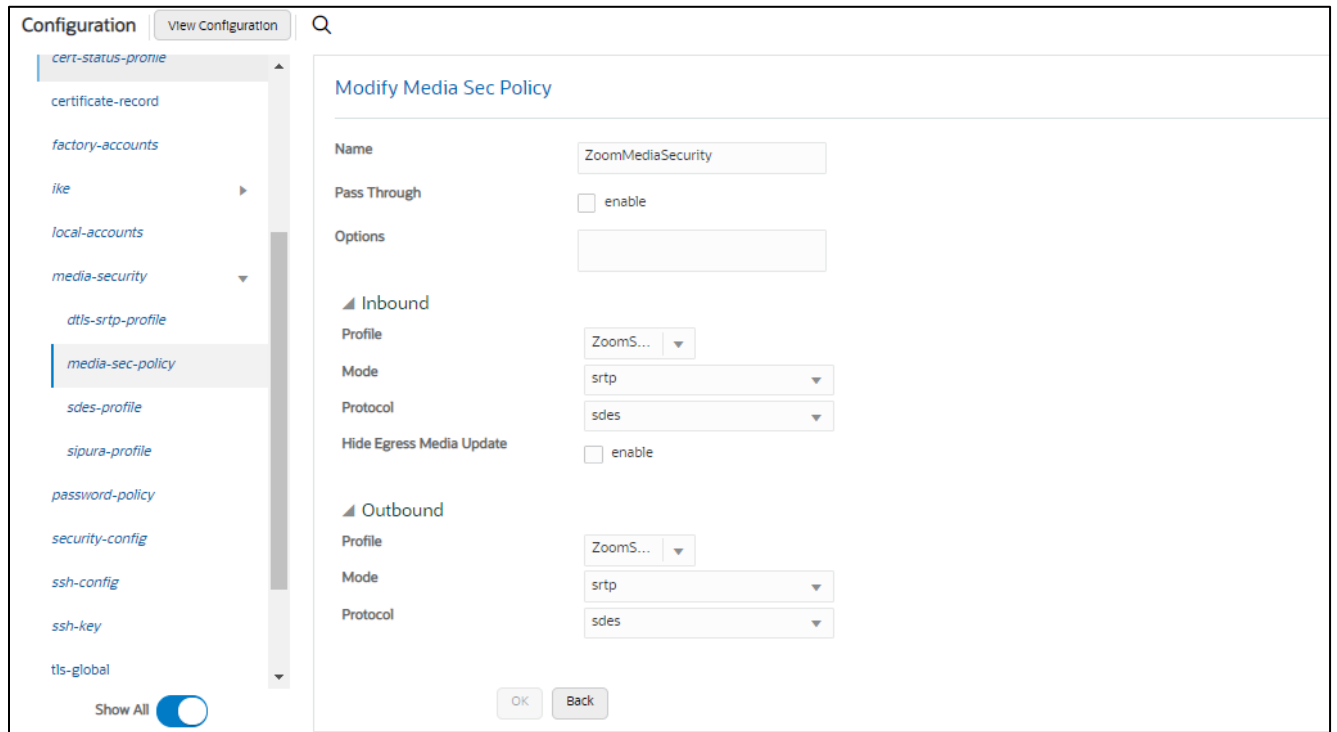 Configuration View Configuration
cert-status-profile
certificate-record
factory-accounts
ike
local-accounts
media-security
dtls-srtp-profile
media-sec-policy
sdes-profile
sipura-profile
password-policy
security-config
ssh-config
ssh-key
tls-global
Show All
Modify Media Sec Policy
Name ZoomMediaSecurity
Pass Through enable
Options
Inbound
Profile ZoomS...
Mode srtp
Protocol sdes
Hide Egress Media Update enable
Outbound
Profile ZoomS...
Mode srtp
Protocol sdes
OK Back